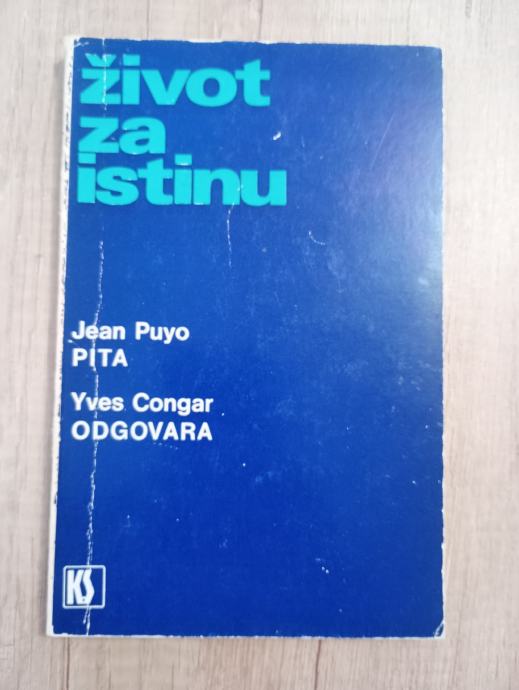 život
za
istinu
Jean Puyo
PITA
Yves Congar
ODGOVARA
KS